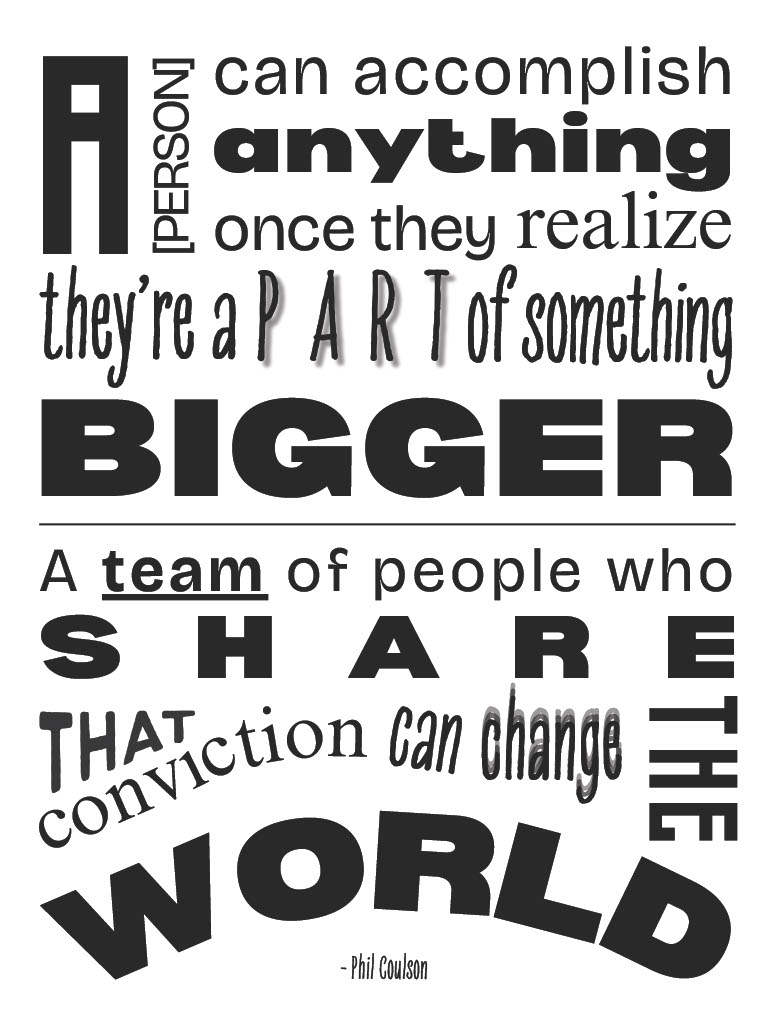 A [PERSON] can accomplish
anything
once they realize
they're a PART of something
BIGGER
A team of people who
SHARE
THAT conviction can change THE
WORLD
- Phil Coulson